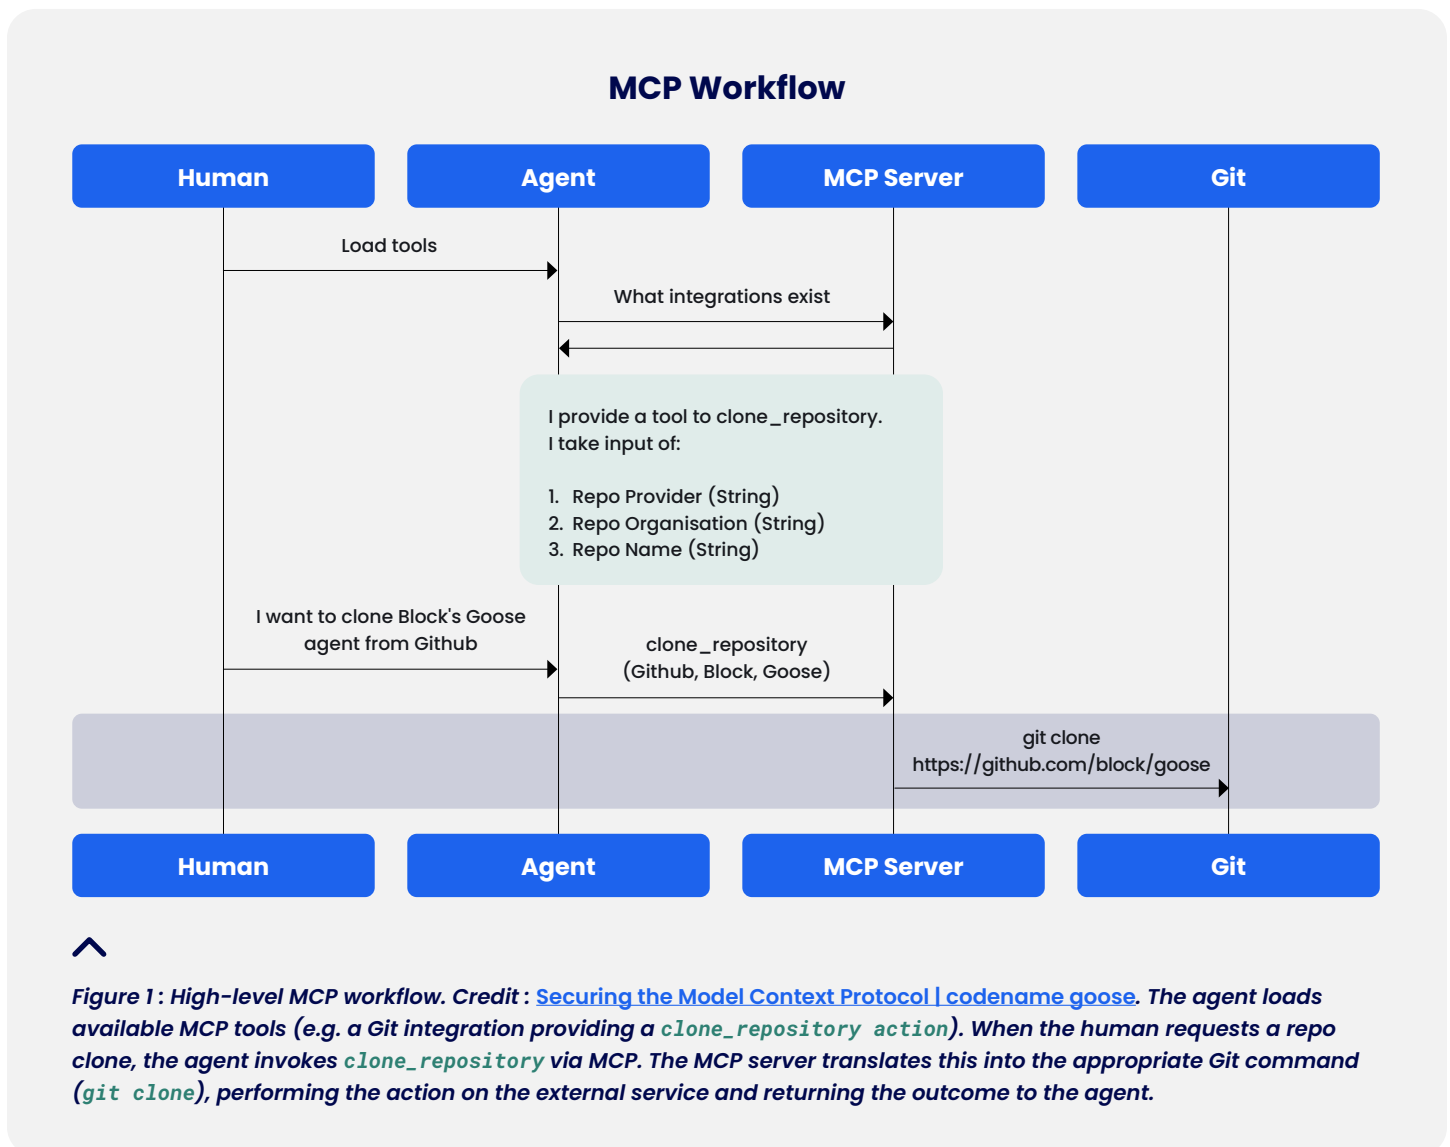 MCP Workflow
Human
Agent
MCP Server
Git
Load tools
What integrations exist
I provide a tool to clone_repository.
I take input of:
1. Repo Provider (String)
2. Repo Organisation (String)
3. Repo Name (String)
I want to clone Block's Goose
agent from Github
clone_repository
(Github, Block, Goose)
git clone
https://github.com/block/goose
Human
Agent
MCP Server
Git
Figure 1 : High-level MCP workflow. Credit : Securing the Model Context Protocol | codename goose. The agent loads
available MCP tools (e.g. a Git integration providing a clone_repository action). When the human requests a repo
clone, the agent invokes clone_repository via MCP. The MCP server translates this into the appropriate Git command
(git clone), performing the action on the external service and returning the outcome to the agent.